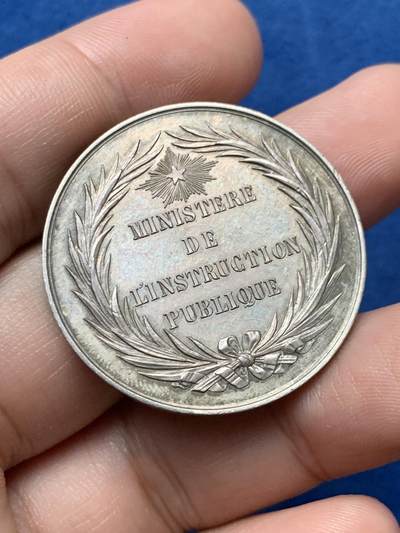 MINISTERE
DE
L'INSTRUCTION
PUBLIQUE